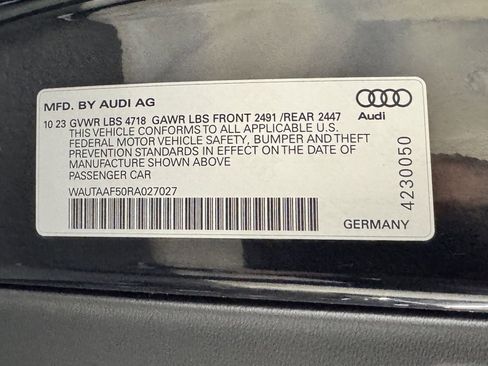 MFD. BY AUDI AG
10 23 GVWR LBS 4718 GAWR LBS FRONT 2491 /REAR 2447
THIS VEHICLE CONFORMS TO ALL APPLICABLE U.S.
FEDERAL MOTOR VEHICLE SAFETY, BUMPER AND THEFT
PREVENTION STANDARDS IN EFFECT ON THE DATE OF
MANUFACTURE SHOWN ABOVE
PASSENGER CAR
WAUTAAF50RA027027
Audi
4230050
GERMANY